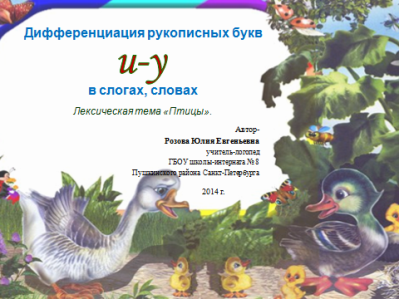 Дифференциация рукописных букв
и-у
в слогах, словах
Лексическая тема «Птицы».
Автор-
Розова Юлия Евгеньевна
учитель-логопед
ГБОУ школы-интерната № 8
Пушкинского района Санкт-Петербурга
2014 г.